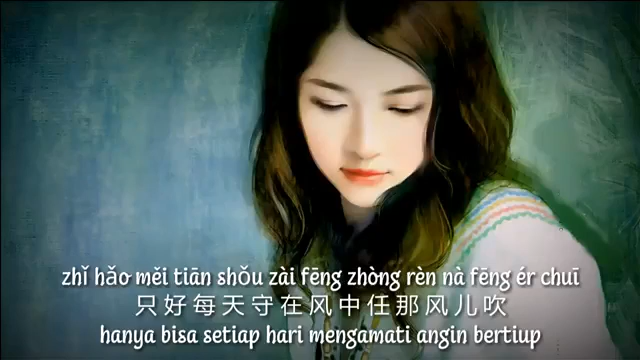 zhǐ hǎo měi tiān shǒu zài fēng zhòng rèn nà fēng ér chuī
只好每天守在风中任那风儿吹
hanya bisa setiap hari mengamati angin bertiup